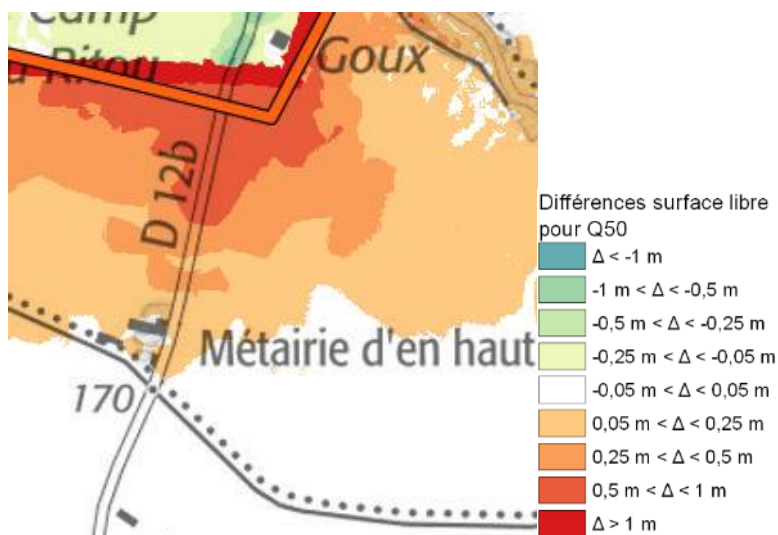 Camp
Ritou
Goux
D 12b
Métairie d'en haut
170
Différences surface libre
pour Q50
Δ < -1 m
-1 m < Δ < -0,5 m
-0,5 m < Δ < -0,25 m
-0,25 m < Δ < -0,05 m
-0,05 m < Δ < 0,05 m
0,05 m < Δ < 0,25 m
0,25 m < Δ < 0,5 m
0,5 m < Δ < 1 m
Δ > 1 m